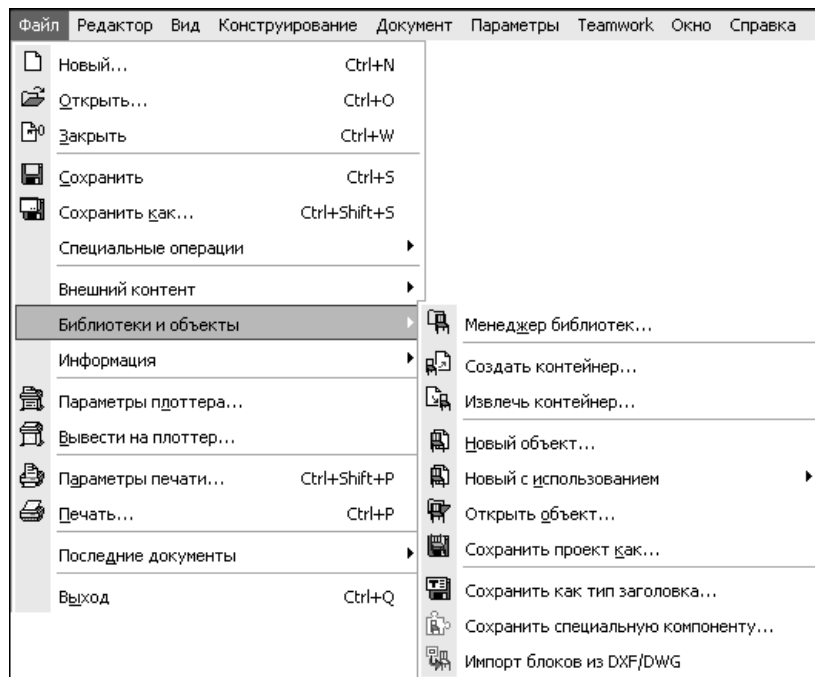 Файл Редактор Вид Конструирование Документ Параметры Teamwork Окно Справка
Новый... Ctrl+N
Открыть... Ctrl+O
Закрыть Ctrl+W
Сохранить Ctrl+S
Сохранить как... Ctrl+Shift+S
Специальные операции
Внешний контент
Библиотеки и объекты
Информация
Параметры плоттера...
Вывести на плоттер...
Параметры печати... Ctrl+Shift+P
Печать... Ctrl+P
Последние документы
Выход Ctrl+Q
Менеджер библиотек...
Создать контейнер...
Извлечь контейнер...
Новый объект...
Новый с использованием
Открыть объект...
Сохранить проект как...
Сохранить как тип заголовка...
Сохранить специальную компоненту...
Импорт блоков из DXF/DWG